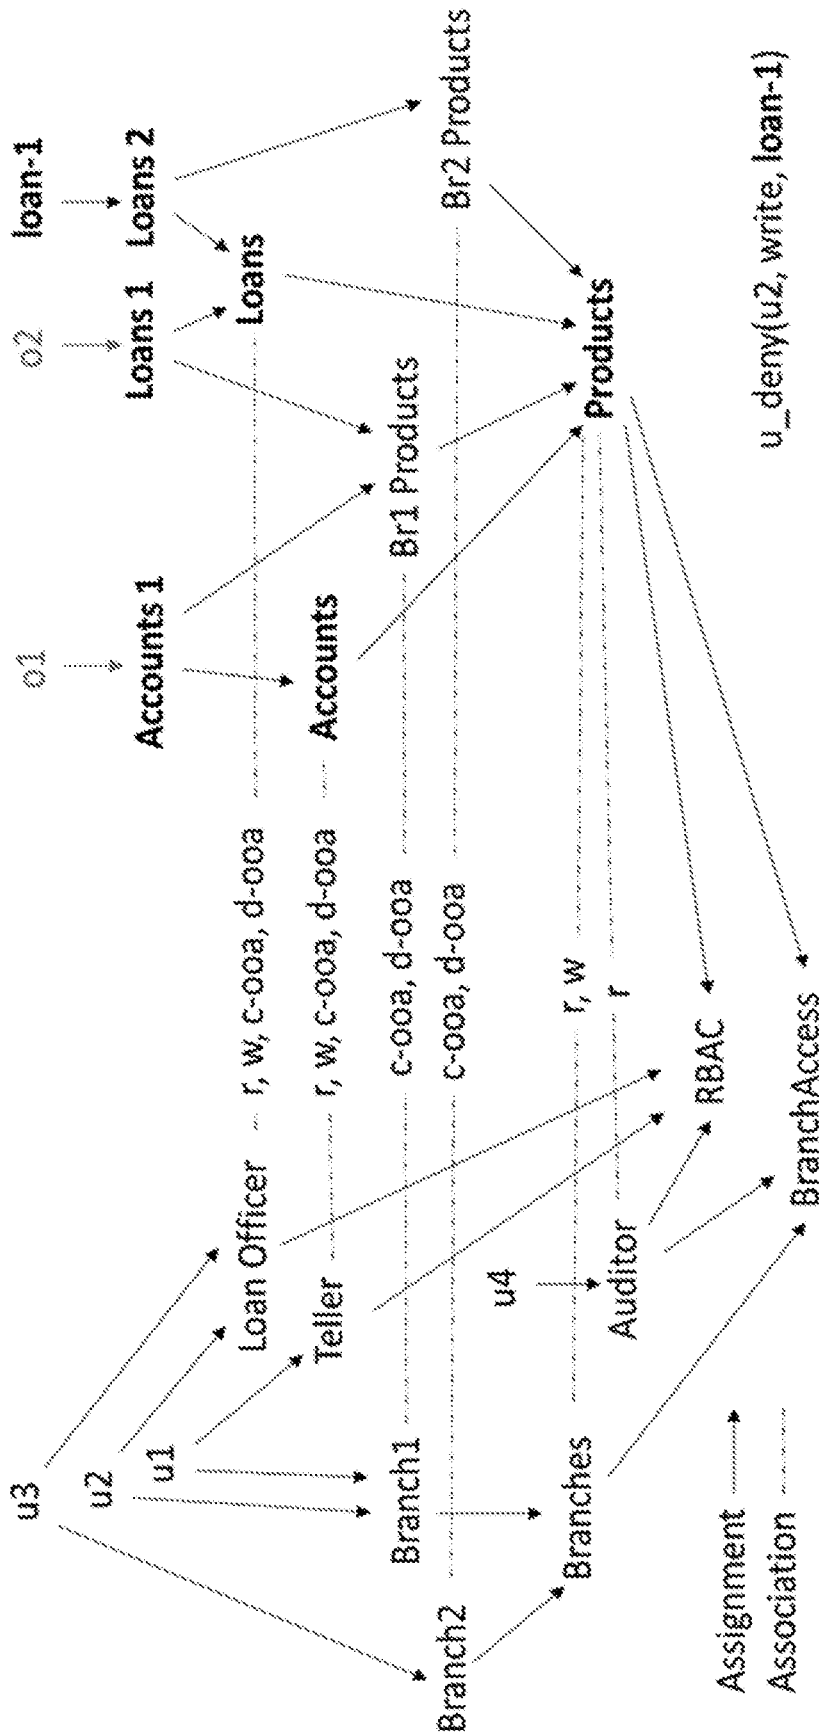 u3
o1
o2
loan-1
u2
u1
Accounts 1
Loans 1
Loans 2
Loan Officer
r, w, c-ooa, d-ooa
Loans
Teller
r, w, c-ooa, d-ooa
Accounts
Branch1
c-ooa, d-ooa
Br1 Products
Branch2
c-ooa, d-ooa
Br2 Products
u4
Branches
r, w
Products
Auditor
r
RBAC
Assignment
u_deny(u2, write, loan-1)
Association
BranchAccess